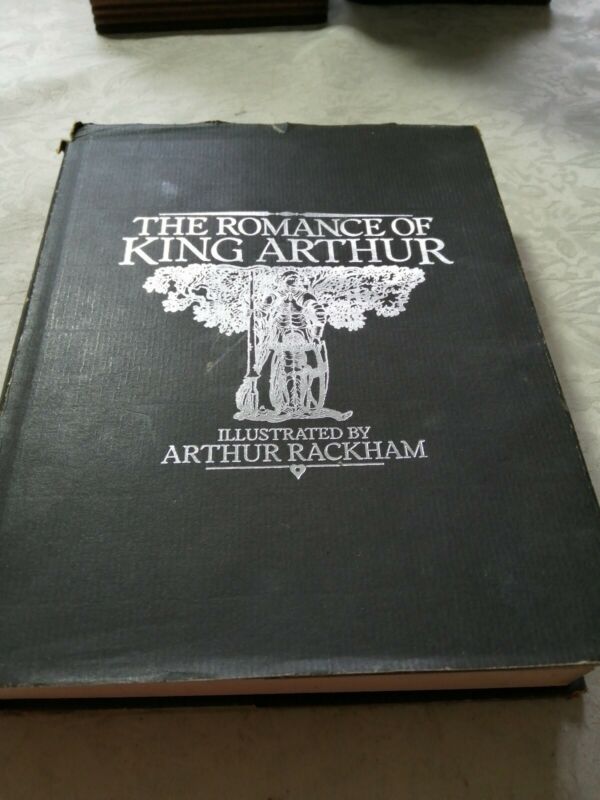 THE ROMANCE OF
KING ARTHUR
ILLUSTRATED BY
ARTHUR RACKHAM